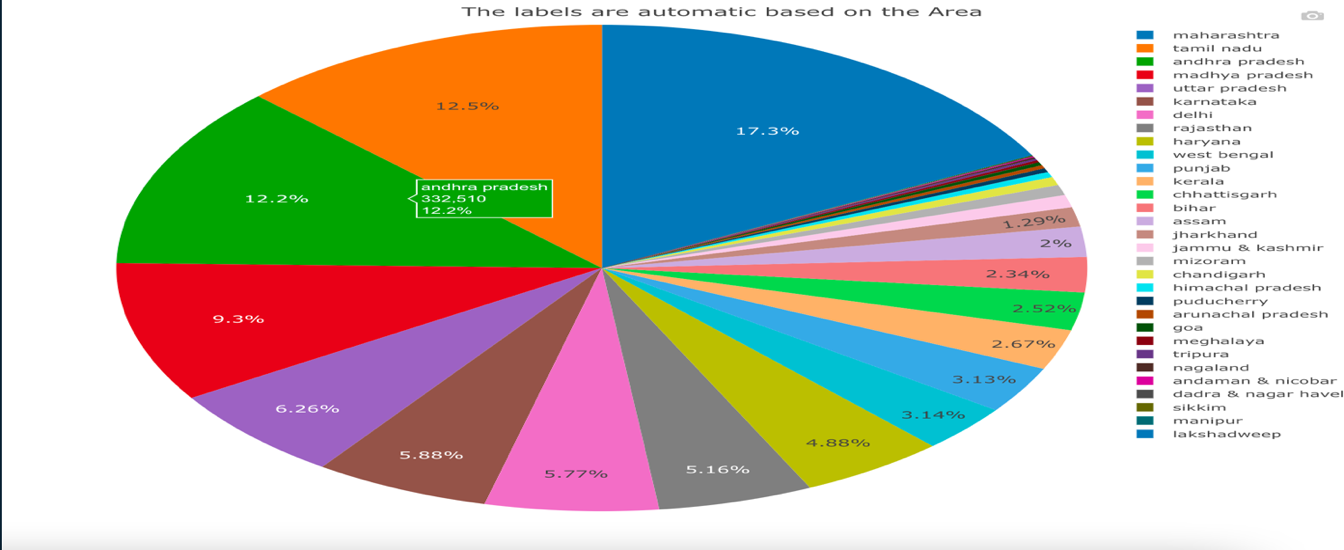 The labels are automatic based on the Area
17.3%
12.5%
12.2%
andhra pradesh
332,510
12.2%
9.3%
6.26%
5.88%
5.77%
5.16%
4.88%
3.14%
3.13%
2.67%
2.52%
2.34%
2%
1.29%
maharashtra
tamil nadu
andhra pradesh
madhya pradesh
uttar pradesh
karnataka
delhi
rajasthan
haryana
west bengal
punjab
kerala
chhattisgarh
bihar
assam
jharkhand
jammu & kashmir
mizoram
chandigarh
himachal pradesh
puducherry
arunachal pradesh
goa
meghalaya
tripura
nagaland
andaman & nicobar
dadra & nagar havel
sikkim
manipur
lakshadweep